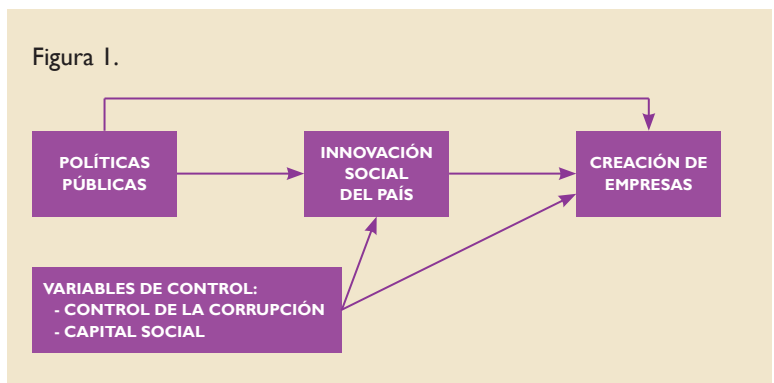 Figura 1.
POLÍTICAS
PÚBLICAS
INNOVACIÓN
SOCIAL
DEL PAÍS
CREACIÓN DE
EMPRESAS
VARIABLES DE CONTROL:
- CONTROL DE LA CORRUPCIÓN
- CAPITAL SOCIAL